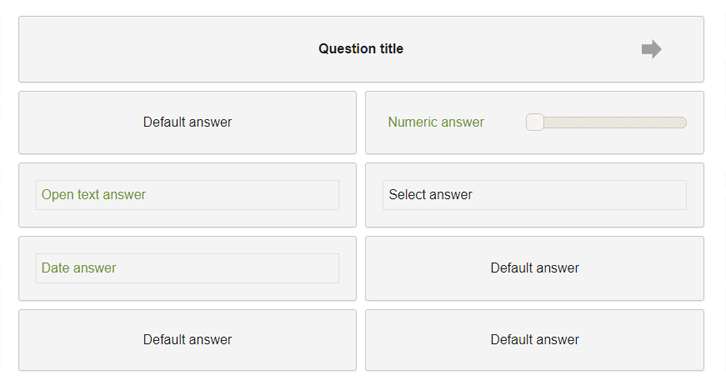 Question title
Default answer
Numeric answer
Open text answer
Select answer
Date answer
Default answer
Default answer
Default answer